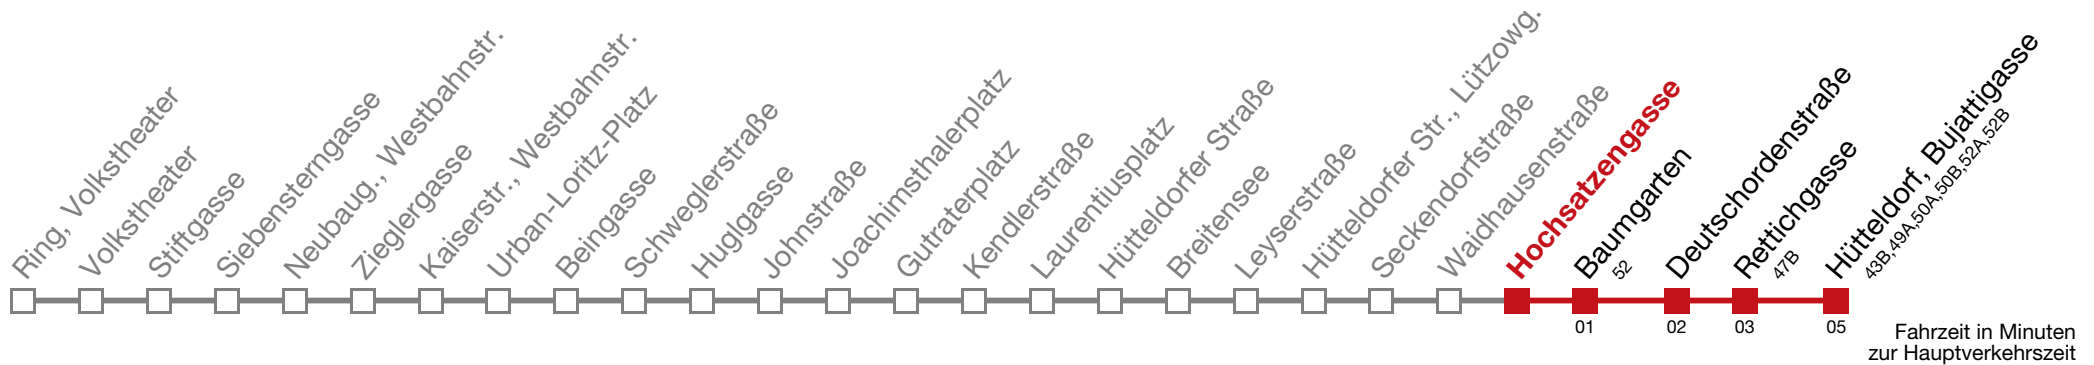 Ring, Volkstheater
Volkstheater
Stiftgasse
Siebensterngasse
Neubaug., Westbahnstr.
Zieglergasse
Kaiserstr., Westbahnstr.
Urban-Loritz-Platz
Beingasse
Schweglerstraße
Huglgasse
Johnstraße
Joachimsthalerplatz
Gutraterplatz
Kendlerstraße
Laurentiusplatz
Hütteldorfer Straße
Breitensee
Leyserstraße
Hütteldorfer Str., Lützowg.
Seckendorfstraße
Waidhausenstraße
Hochsatzengasse
Baumgarten
52
Deutschordenstraße
Rettichgasse
47B
Hütteldorf, Bujattigasse
43B,49A,50A,50B,52A,52B
01
02
03
05
Fahrzeit in Minuten
zur Hauptverkehrszeit